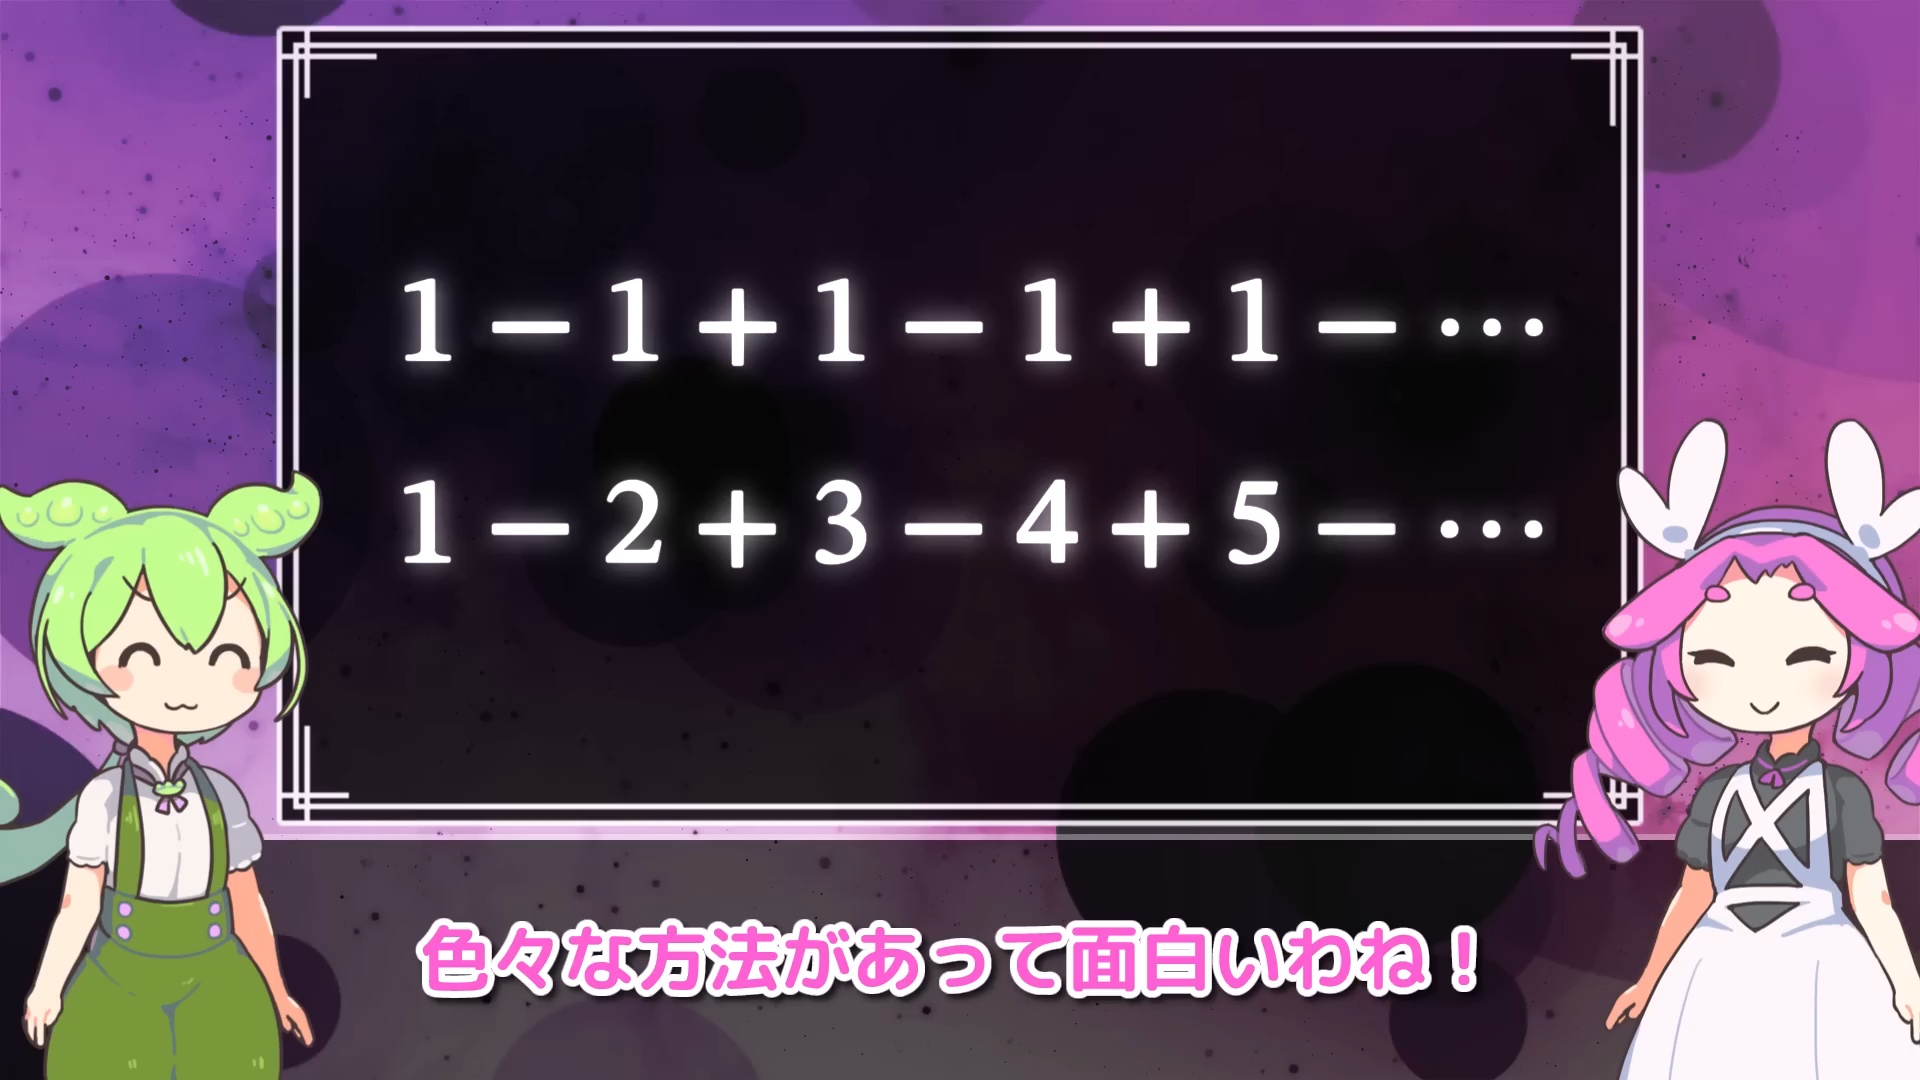 1 − 1 + 1 − 1 + 1 − ⋯
1 − 2 + 3 − 4 + 5 − ⋯
色々な方法があって面白いわね！